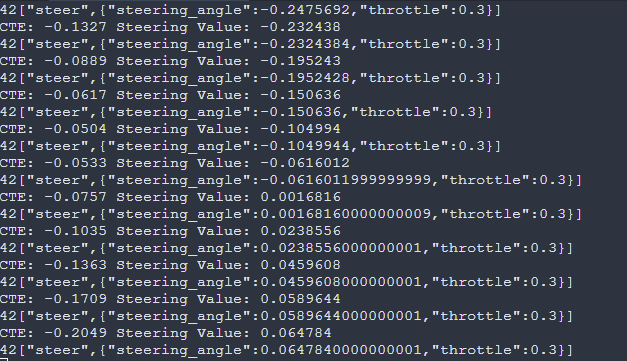 42["steer",{"steering_angle":-0.2475692,"throttle":0.3}]
CTE: -0.1327 Steering Value: -0.232438
42["steer",{"steering_angle":-0.2324384,"throttle":0.3}]
CTE: -0.0889 Steering Value: -0.195243
42["steer",{"steering_angle":-0.1952428,"throttle":0.3}]
CTE: -0.0617 Steering Value: -0.150636
42["steer",{"steering_angle":-0.150636,"throttle":0.3}]
CTE: -0.0504 Steering Value: -0.104994
42["steer",{"steering_angle":-0.1049944,"throttle":0.3}]
CTE: -0.0533 Steering Value: -0.0616012
42["steer",{"steering_angle":-0.0616011999999999,"throttle":0.3}]
CTE: -0.0757 Steering Value: 0.0016816
42["steer",{"steering_angle":0.00168160000000009,"throttle":0.3}]
CTE: -0.1035 Steering Value: 0.0238556
42["steer",{"steering_angle":0.0238556000000001,"throttle":0.3}]
CTE: -0.1363 Steering Value: 0.0459608
42["steer",{"steering_angle":0.0459608000000001,"throttle":0.3}]
CTE: -0.1709 Steering Value: 0.0589644
42["steer",{"steering_angle":0.0589644000000001,"throttle":0.3}]
CTE: -0.2049 Steering Value: 0.064784
42["steer",{"steering_angle":0.0647840000000001,"throttle":0.3}]